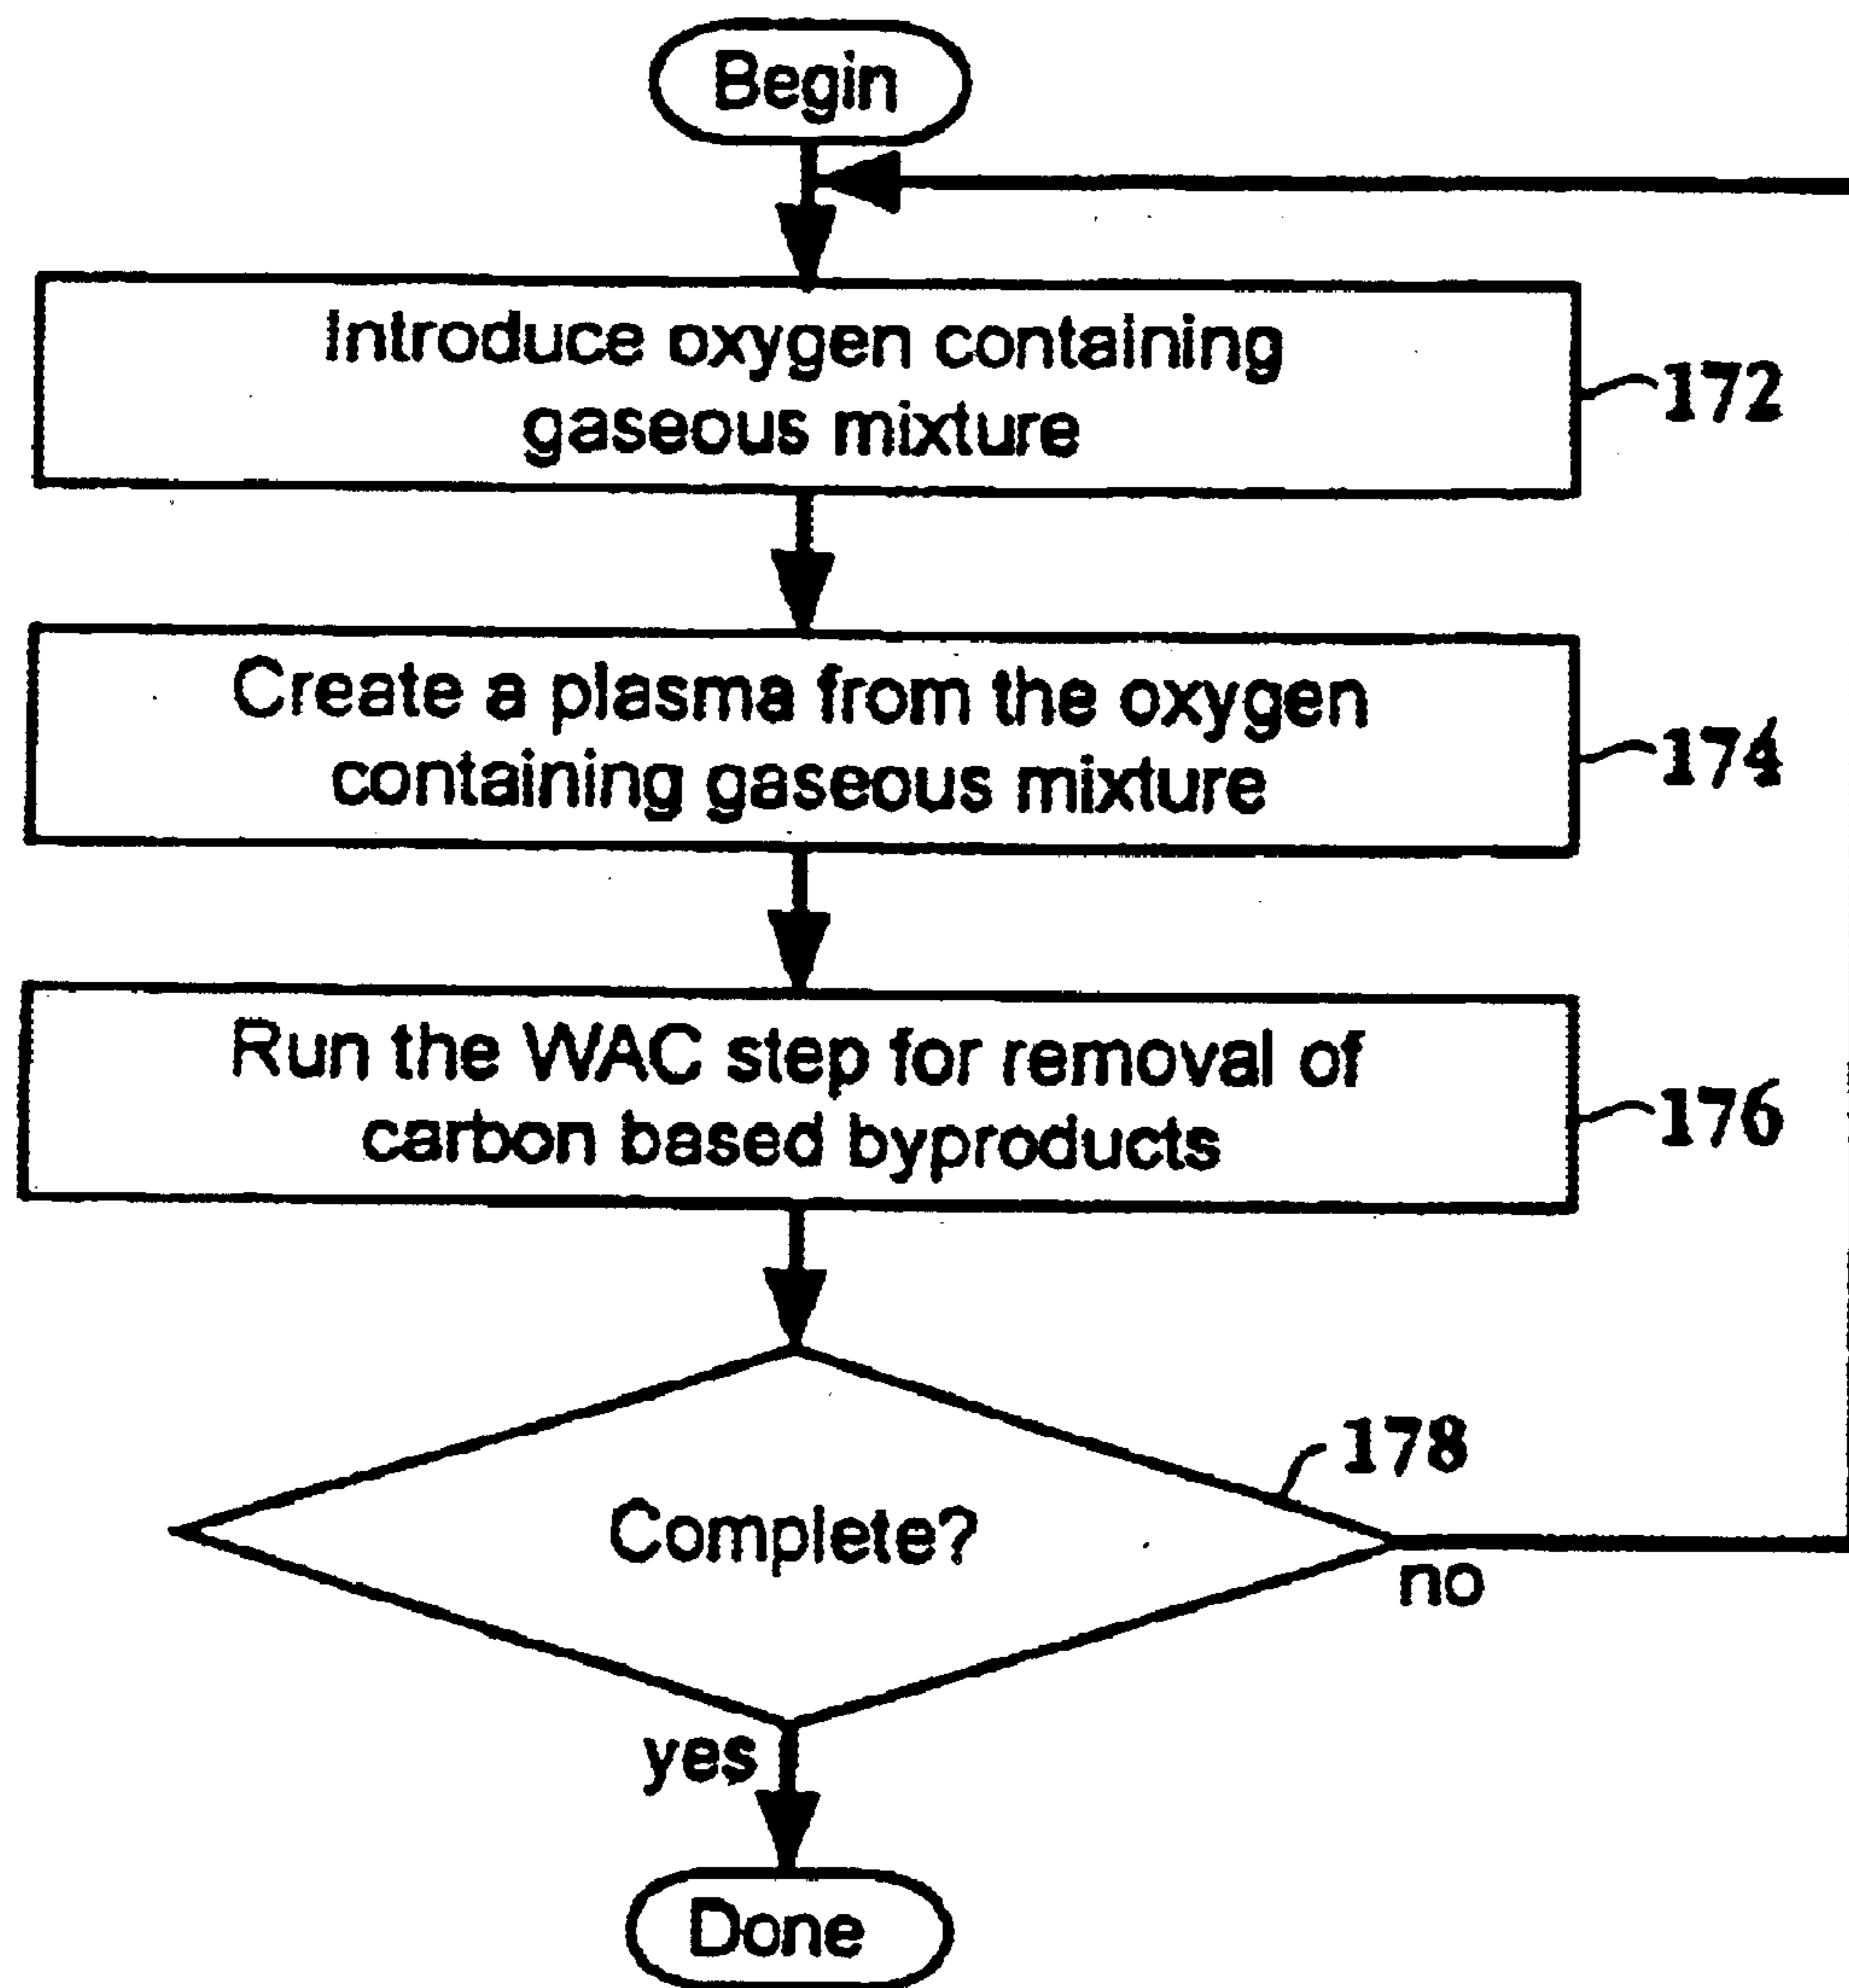 Begin
Introduce oxygen containing
gaseous mixture
172
Create a plasma from the oxygen
containing gaseous mixture
174
Run the WAC step for removal of
carbon based byproducts
176
178
Complete?
no
yes
Done